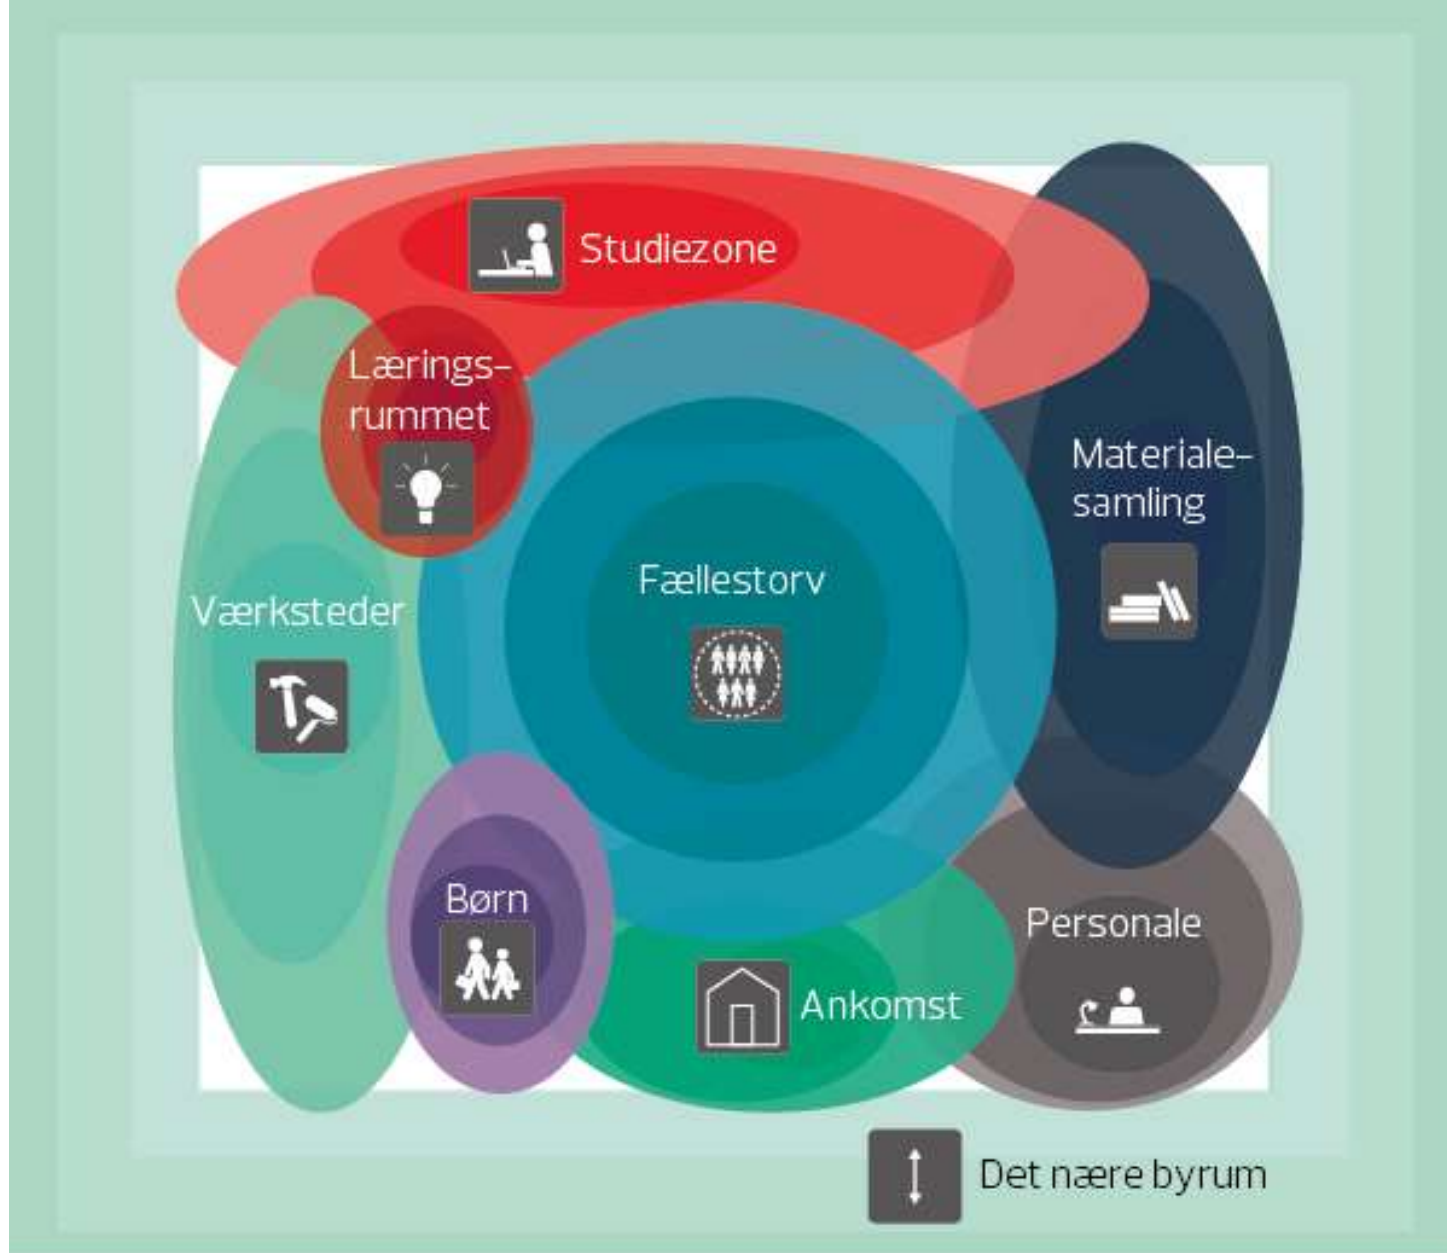 Studiezone
Lærings-
rummet
Materiale-
samling
Fællestorv
Værksteder
Børn
Personale
Ankomst
Det nære byrum